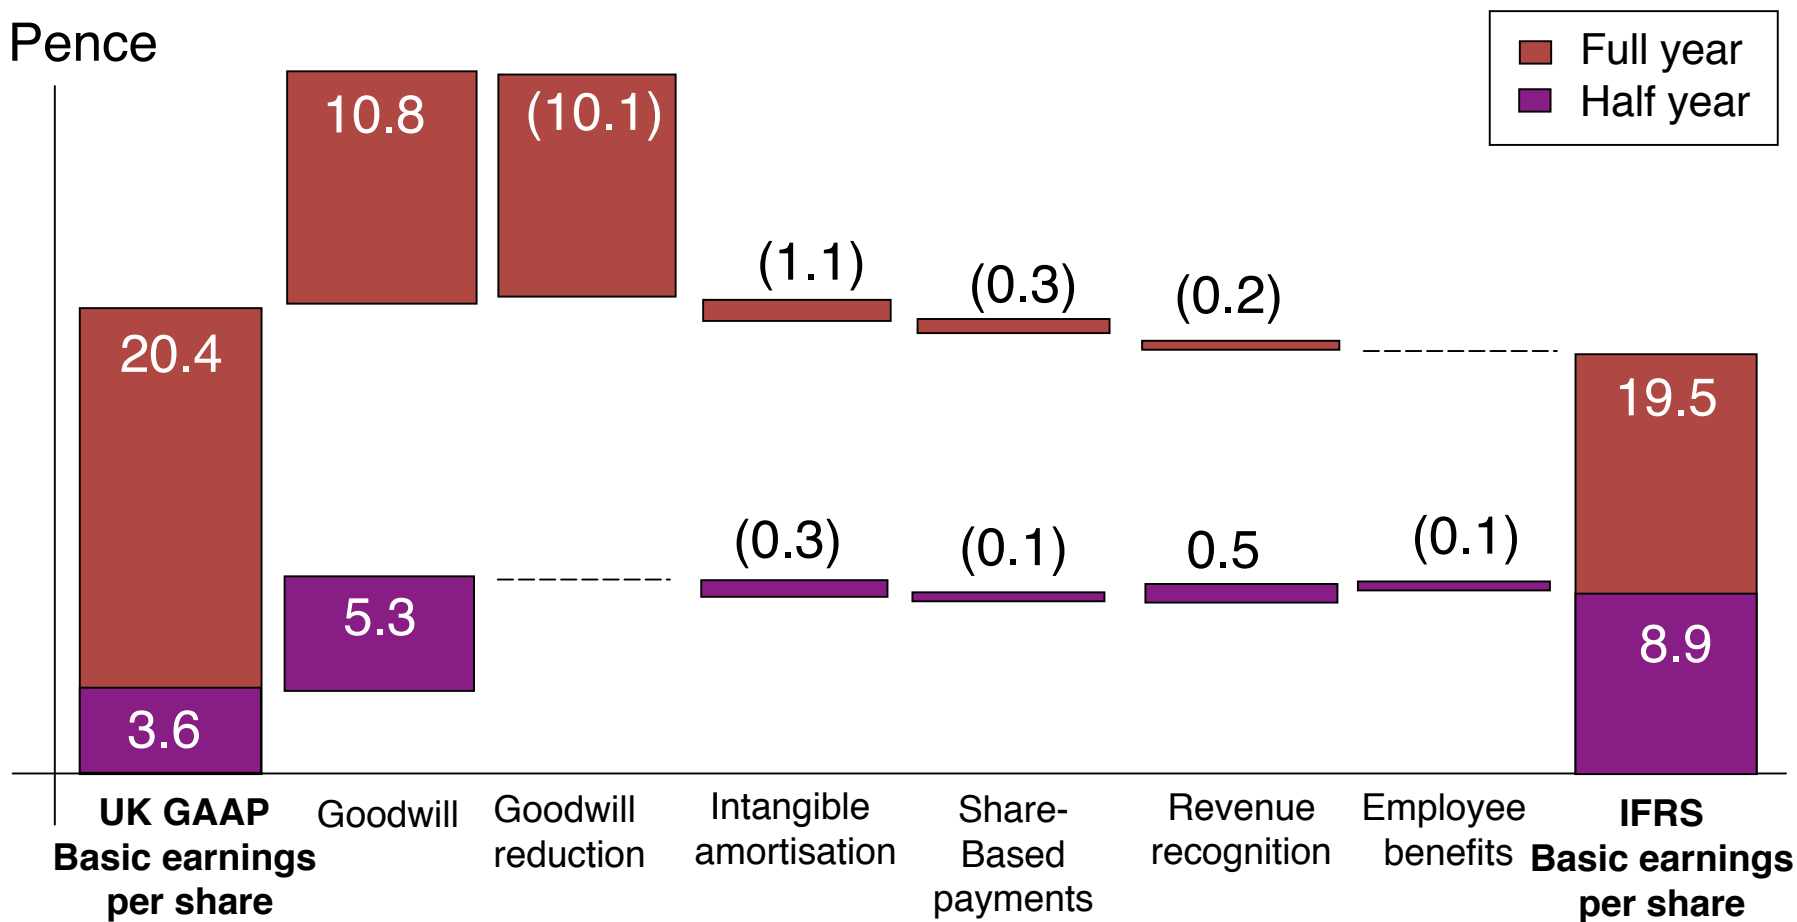 Pence
Full year
Half year
10.8
(10.1)
(1.1)
(0.3)
(0.2)
20.4
19.5
(0.3)
(0.1)
0.5
(0.1)
5.3
8.9
3.6
UK GAAP
Basic earnings
per share
Goodwill
Goodwill
reduction
Intangible
amortisation
Share-
Based
payments
Revenue
recognition
Employee
benefits
IFRS
Basic earnings
per share